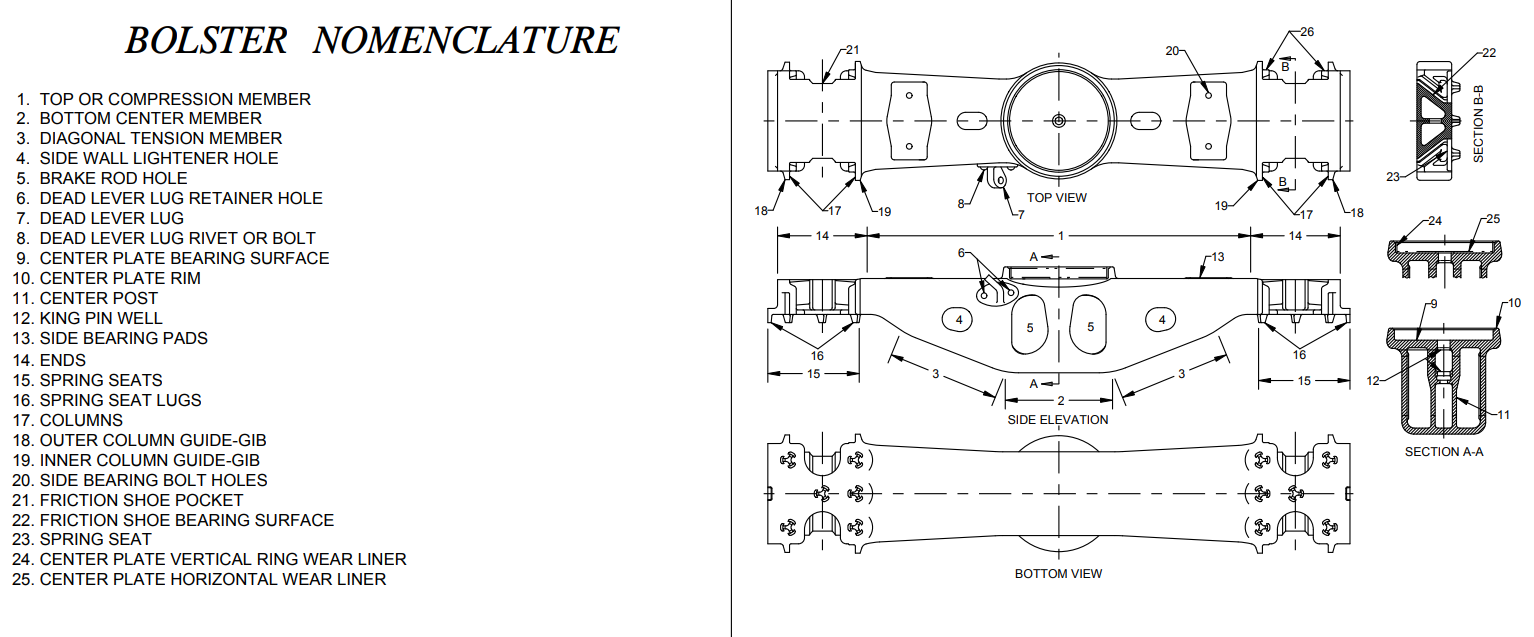 BOLSTER NOMENCLATURE
1. TOP OR COMPRESSION MEMBER
2. BOTTOM CENTER MEMBER
3. DIAGONAL TENSION MEMBER
4. SIDE WALL LIGHTENER HOLE
5. BRAKE ROD HOLE
6. DEAD LEVER LUG RETAINER HOLE
7. DEAD LEVER LUG
8. DEAD LEVER LUG RIVET OR BOLT
9. CENTER PLATE BEARING SURFACE
10. CENTER PLATE RIM
11. CENTER POST
12. KING PIN WELL
13. SIDE BEARING PADS
14. ENDS
15. SPRING SEATS
16. SPRING SEAT LUGS
17. COLUMNS
18. OUTER COLUMN GUIDE-GIB
19. INNER COLUMN GUIDE-GIB
20. SIDE BEARING BOLT HOLES
21. FRICTION SHOE POCKET
22. FRICTION SHOE BEARING SURFACE
23. SPRING SEAT
24. CENTER PLATE VERTICAL RING WEAR LINER
25. CENTER PLATE HORIZONTAL WEAR LINER
21
20
26
B
B
18
17
19
8
7
TOP VIEW
19
17
18
14
1
14
6
A
13
4
5
5
4
16
16
15
3
A
2
3
15
SIDE ELEVATION
BOTTOM VIEW
22
23
SECTION B-B
24
25
9
10
12
11
SECTION A-A